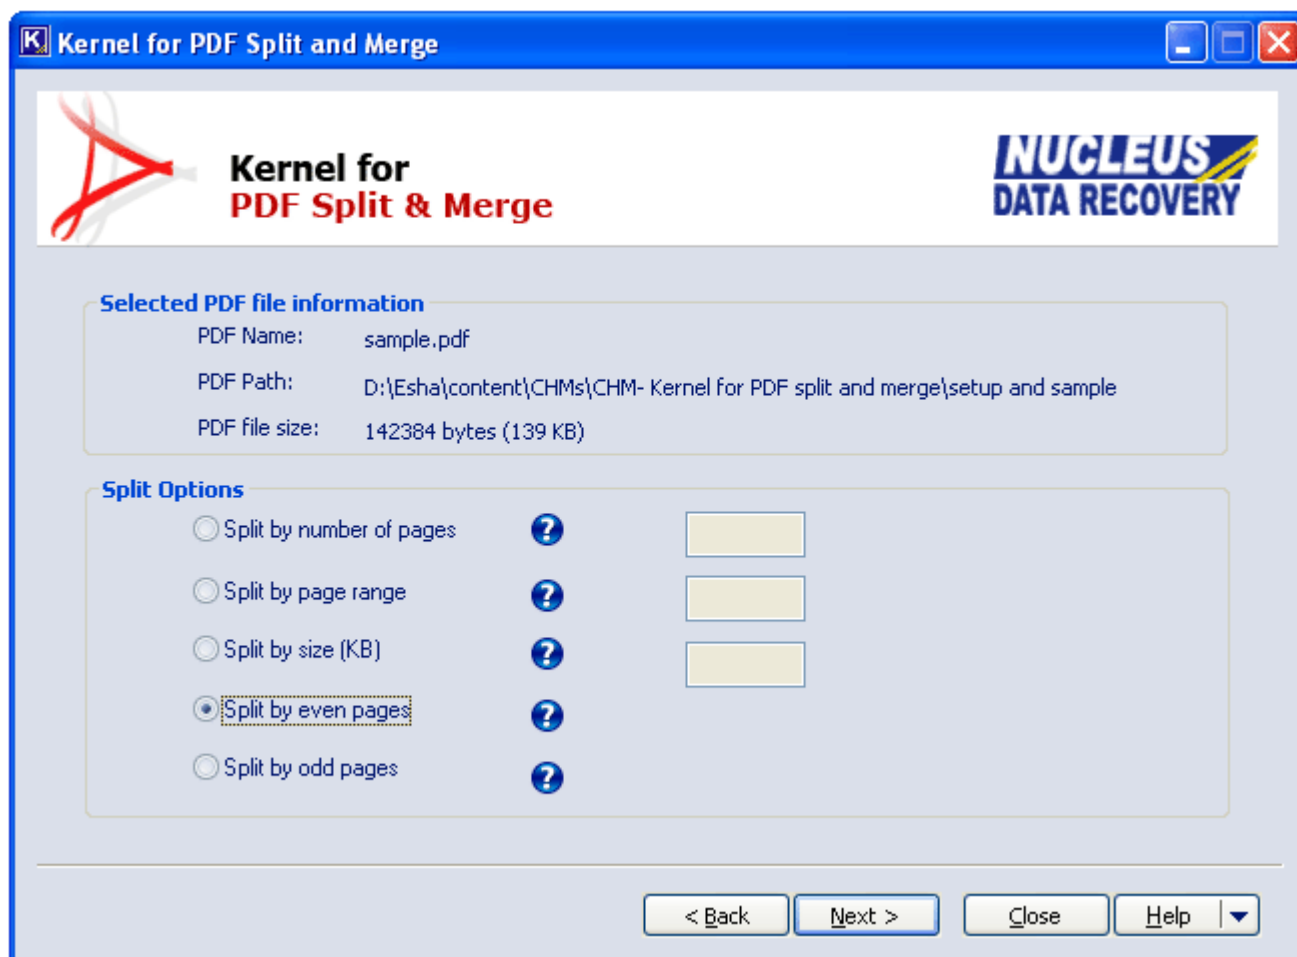 K Kernel for PDF Split and Merge
Kernel for
PDF Split & Merge
NUCLEUS
DATA RECOVERY
Selected PDF file information
PDF Name: sample.pdf
PDF Path: D:\Esha\content\CHMs\CHM- Kernel for PDF split and merge\setup and sample
PDF file size: 142384 bytes (139 KB)
Split Options
Split by number of pages ?
Split by page range ?
Split by size (KB) ?
Split by even pages ?
Split by odd pages ?
< Back Next > Close Help